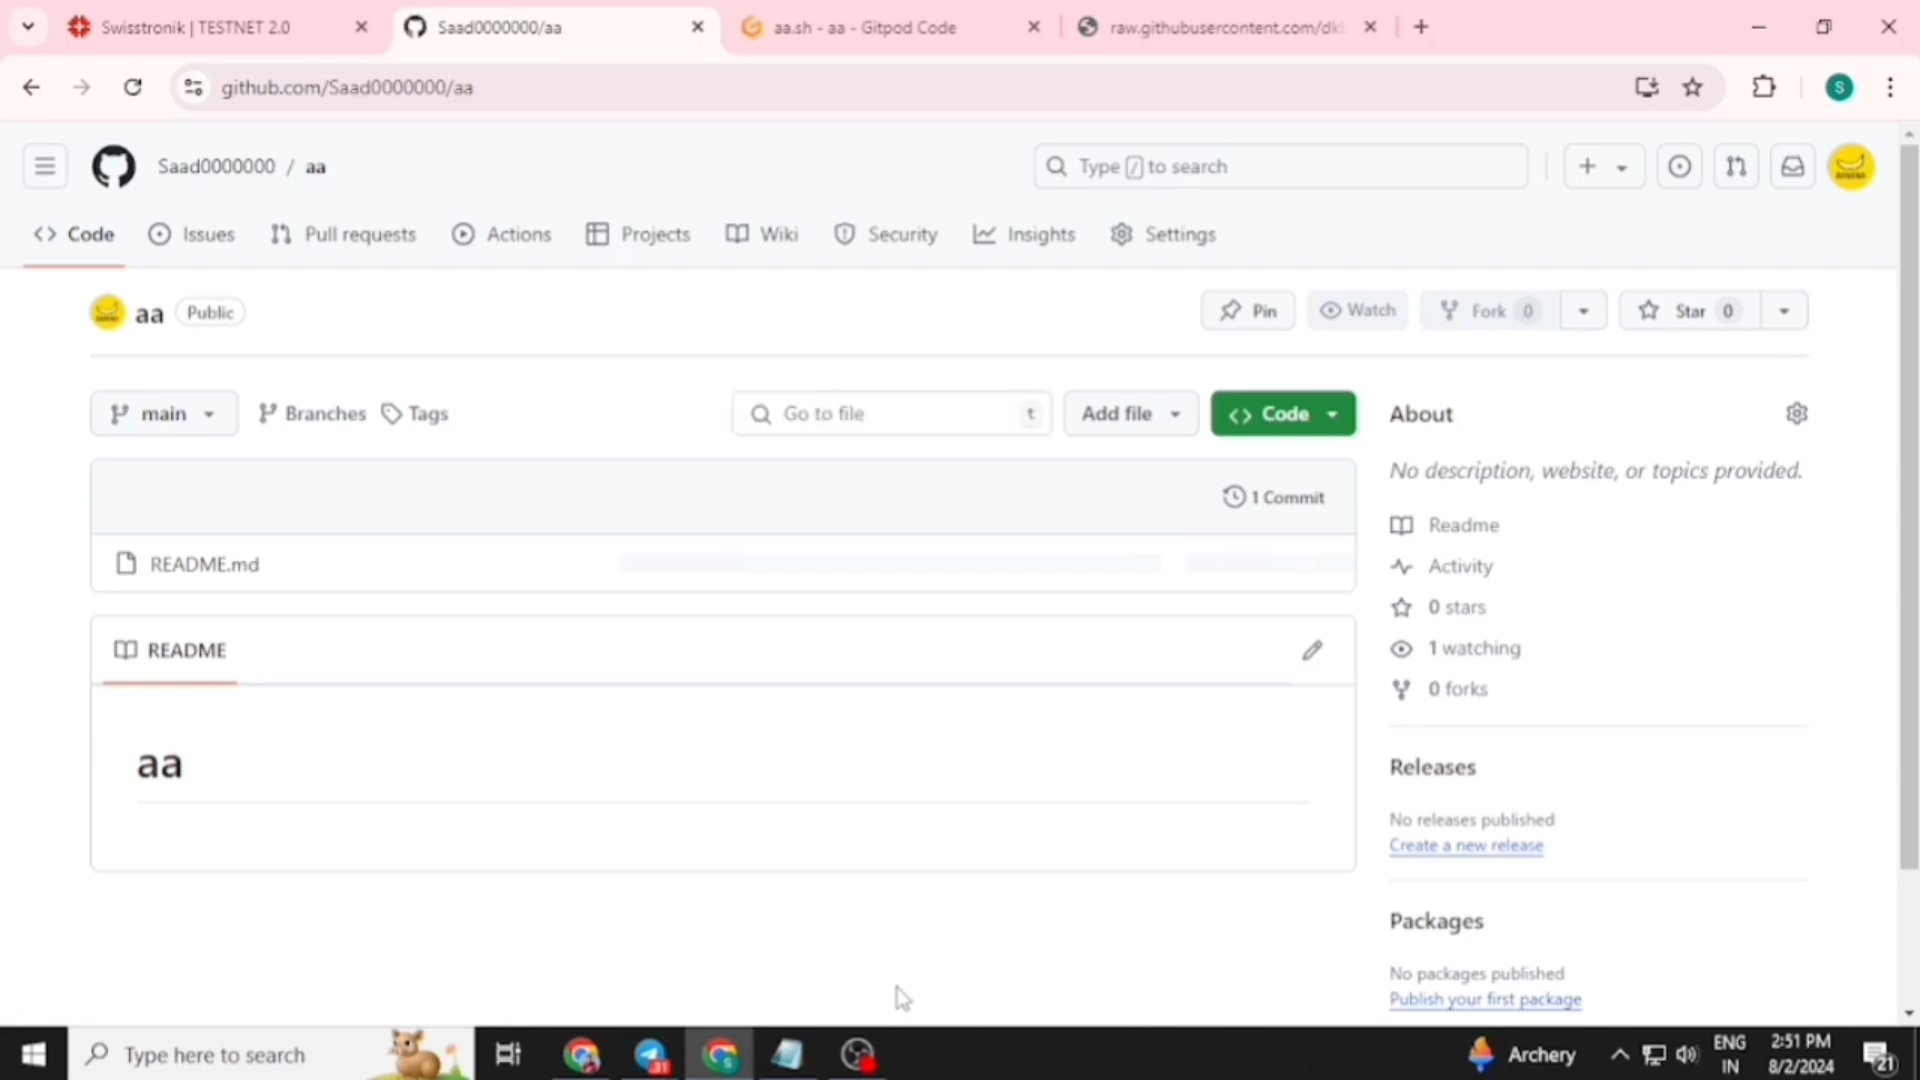 Swisstronik | TESTNET 2.0
Saad0000000/aa
aa.sh - aa - Gitpod Code
raw.githubusercontent.com/dkl
github.com/Saad0000000/aa
S
Saad0000000 / aa
Type / to search
Code
Issues
Pull requests
Actions
Projects
Wiki
Security
Insights
Settings
aa
Public
Pin
Watch
Fork 0
Star 0
main
Branches
Tags
Go to file
t
Add file
Code
1 Commit
README.md
README
aa
About
No description, website, or topics provided.
Readme
Activity
0 stars
1 watching
0 forks
Releases
No releases published
Create a new release
Packages
No packages published
Publish your first package
Type here to search
31
S
Archery
ENG
IN
2:51 PM
8/2/2024
21